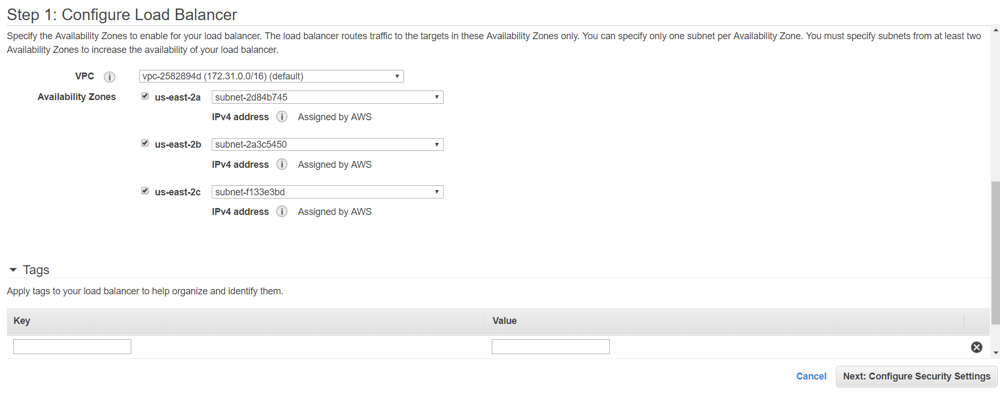 Step 1: Configure Load Balancer
Specify the Availability Zones to enable for your load balancer. The load balancer routes traffic to the targets in these Availability Zones only. You can specify only one subnet per Availability Zone. You must specify subnets from at least two
Availability Zones to increase the availability of your load balancer.
VPC vpc-2582894d (172.31.0.0/16) (default)
Availability Zones us-east-2a subnet-2d84b745
IPv4 address Assigned by AWS
us-east-2b subnet-2a3c5450
IPv4 address Assigned by AWS
us-east-2c subnet-f133e3bd
IPv4 address Assigned by AWS
Tags
Apply tags to your load balancer to help organize and identify them.
Key Value
Cancel Next: Configure Security Settings